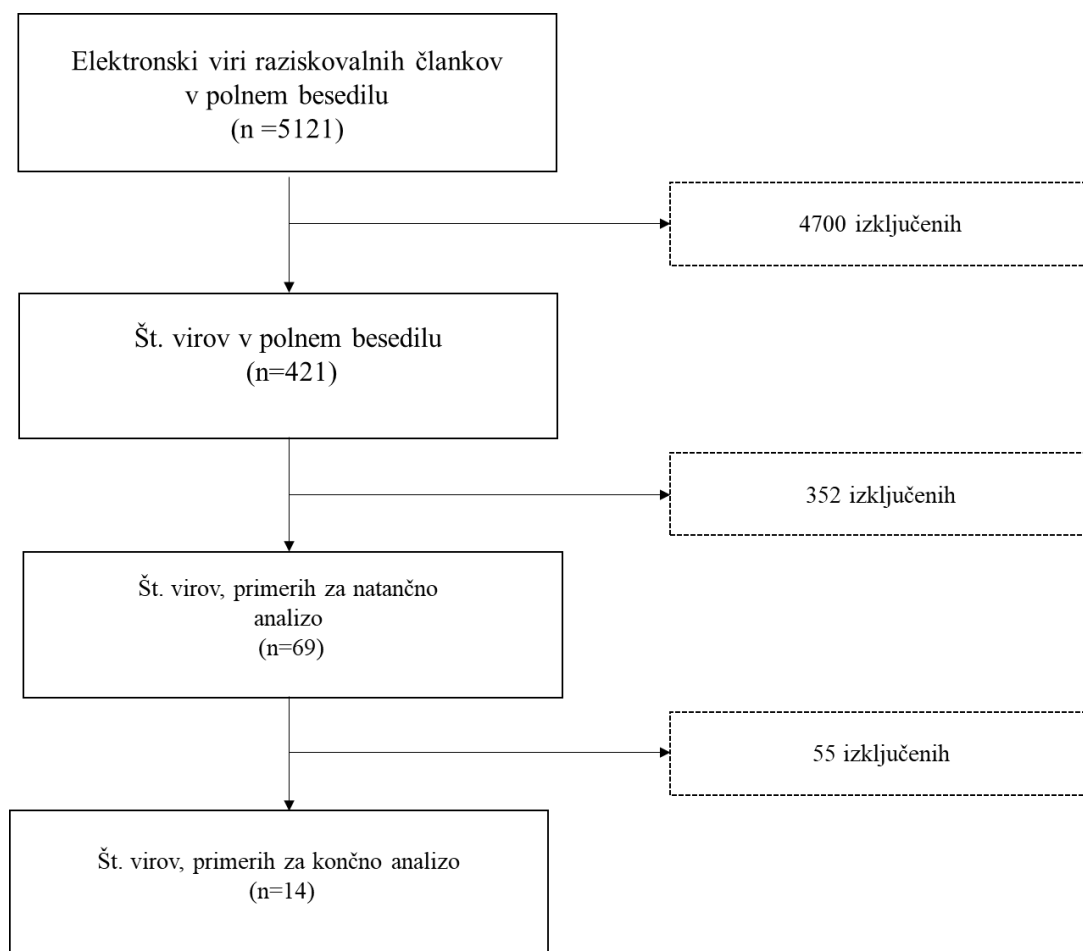 Elektronski viri raziskovalnih člankov
v polnem besedilu
(n =5121)
4700 izključenih
Št. virov v polnem besedilu
(n=421)
352 izključenih
Št. virov, primerih za natančno
analizo
(n=69)
55 izključenih
Št. virov, primerih za končno analizo
(n=14)